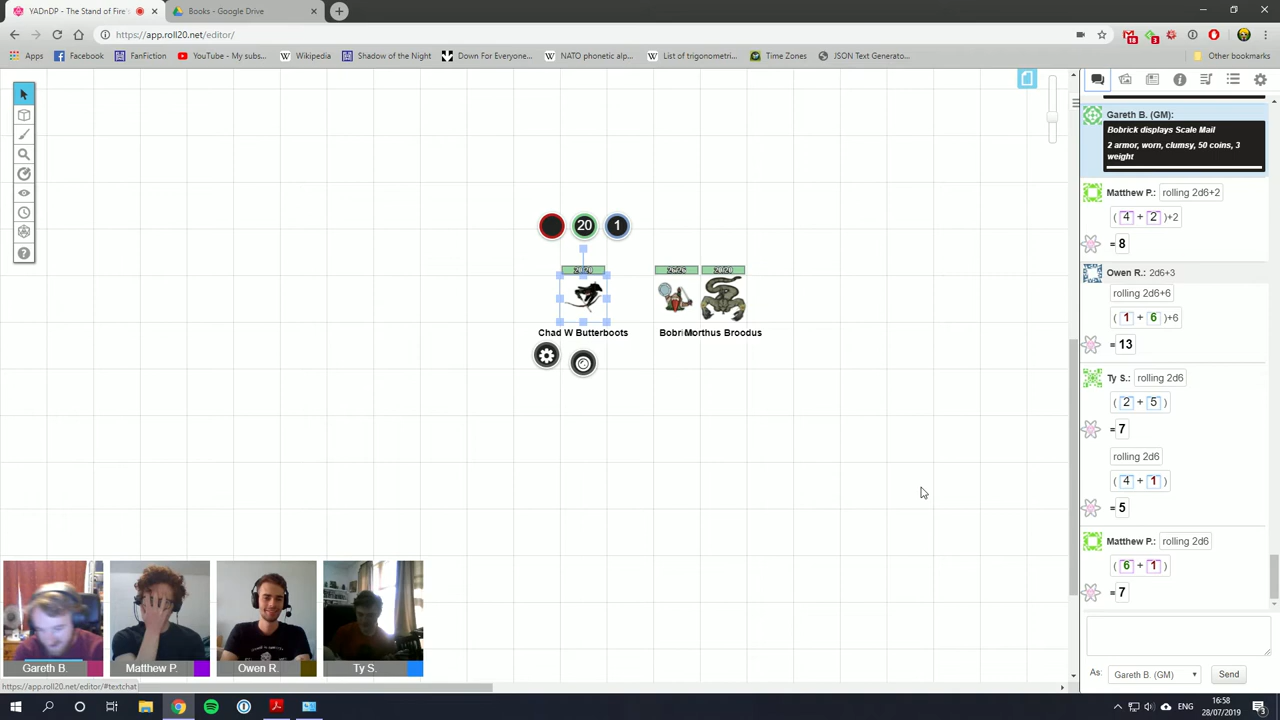 YADnDP - The Stand of Fire's
Books - Google Drive
https://app.roll20.net/editor/
Apps
Facebook
FanFiction
YouTube - My subs...
Wikipedia
Shadow of the Night
Down For Everyone...
NATO phonetic alp...
List of trigonometri...
Time Zones
JSON Text Generato...
Other bookmarks
Gareth B. (GM):
Bobrick displays Scale Mail
2 armor, worn, clumsy, 50 coins, 3
weight
Matthew P.: rolling 2d6+2
( 4 + 2 )+2
= 8
Owen R.: 2d6+3
rolling 2d6+6
( 1 + 6 )+6
= 13
Ty S.: rolling 2d6
( 2 + 5 )
= 7
rolling 2d6
( 4 + 1 )
= 5
Matthew P.: rolling 2d6
( 6 + 1 )
= 7
As: Gareth B. (GM) Send
20 1
20/20 26/26 20/20
Chad W Butterboots
Morthus Broodus
Gareth B. Matthew P. Owen R. Ty S.
https://app.roll20.net/editor/#textchat
ENG
16:58
28/07/2019